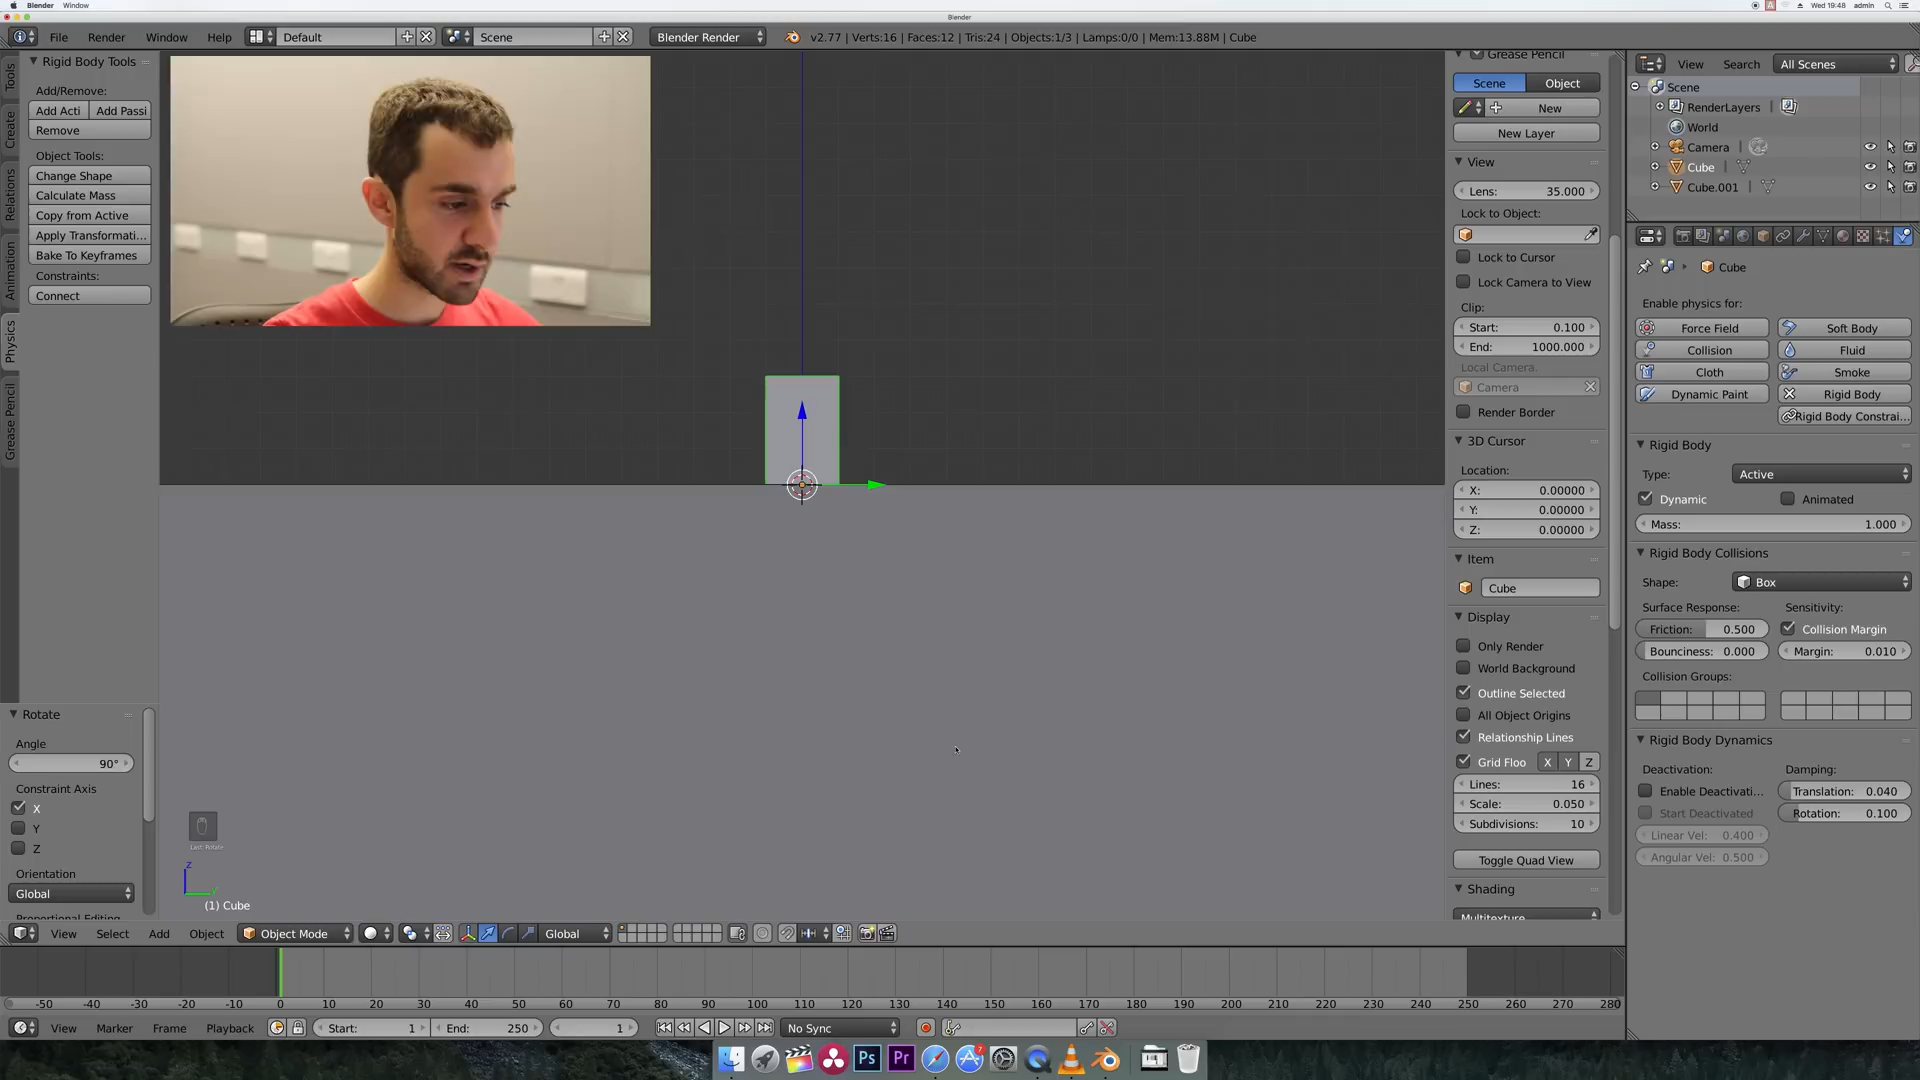 Blender Window
Wed 19:48 admin
Blender
File Render Window Help Default Scene Blender Render v2.77 | Verts:16 | Faces:12 | Tris:24 | Objects:1/3 | Lamps:0/0 | Mem:13.88M | Cube
Tools
Create
Relations
Animation
Physics
Grease Pencil
Rigid Body Tools
Add/Remove:
Add Acti Add Passi
Remove
Object Tools:
Change Shape
Calculate Mass
Copy from Active
Apply Transformati...
Bake To Keyframes
Constraints:
Connect
Rotate
Angle
90°
Constraint Axis
X
Y
Z
Orientation
Global
Proportional Editing
Last: Rotate
z
y
(1) Cube
Grease Pencil
Scene Object
New
New Layer
View
Lens: 35.000
Lock to Object:
Lock to Cursor
Lock Camera to View
Clip:
Start: 0.100
End: 1000.000
Local Camera.
Camera
Render Border
3D Cursor
Location:
X: 0.00000
Y: 0.00000
Z: 0.00000
Item
Cube
Display
Only Render
World Background
Outline Selected
All Object Origins
Relationship Lines
Grid Floo X Y Z
Lines: 16
Scale: 0.050
Subdivisions: 10
Toggle Quad View
Shading
Multitexture
View Search All Scenes
Scene
RenderLayers
World
Camera
Cube
Cube.001
Cube
Enable physics for:
Force Field Soft Body
Collision Fluid
Cloth Smoke
Dynamic Paint Rigid Body
Rigid Body Constrai...
Rigid Body
Type: Active
Dynamic Animated
Mass: 1.000
Rigid Body Collisions
Shape: Box
Surface Response: Sensitivity:
Friction: 0.500 Collision Margin
Bounciness: 0.000 Margin: 0.010
Collision Groups:
Rigid Body Dynamics
Deactivation: Damping:
Enable Deactivati... Translation: 0.040
Start Deactivated Rotation: 0.100
Linear Vel: 0.400
Angular Vel: 0.500
View Select Add Object Object Mode Global
-50 -40 -30 -20 -10 0 10 20 30 40 50 60 70 80 90 100 110 120 130 140 150 160 170 180 190 200 210 220 230 240 250 260 270 280
View Marker Frame Playback Start: 1 End: 250 1 No Sync
Ps Pr 7